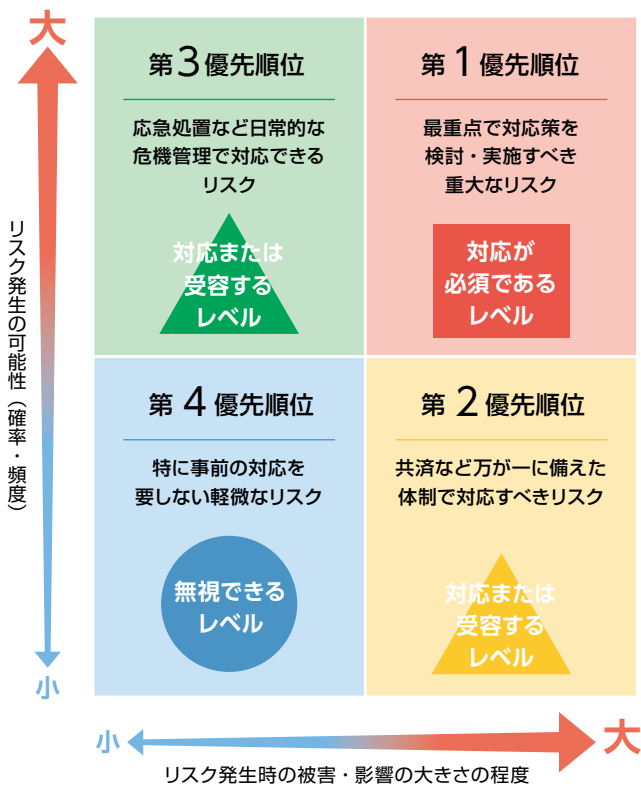 大
リスク発生の可能性（確率・頻度）
小
第3優先順位
応急処置など日常的な
危機管理で対応できる
リスク
対応または
受容する
レベル
第1優先順位
最重点で対応策を
検討・実施すべき
重大なリスク
対応が
必須である
レベル
第4優先順位
特に事前の対応を
要しない軽微なリスク
無視できる
レベル
第2優先順位
共済など万が一に備えた
体制で対応すべきリスク
対応または
受容する
レベル
小
大
リスク発生時の被害・影響の大きさの程度